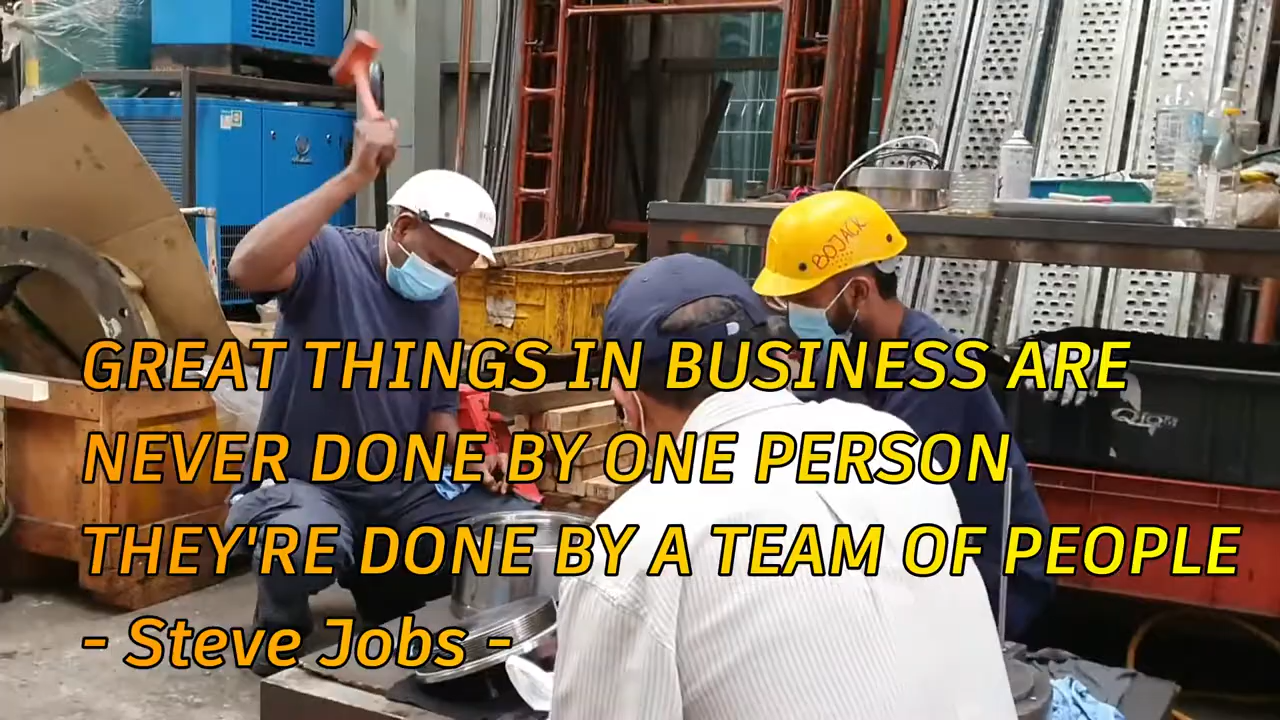 BOJACK
GREAT THINGS IN BUSINESS ARE
NEVER DONE BY ONE PERSON
THEY'RE DONE BY A TEAM OF PEOPLE
- Steve Jobs -